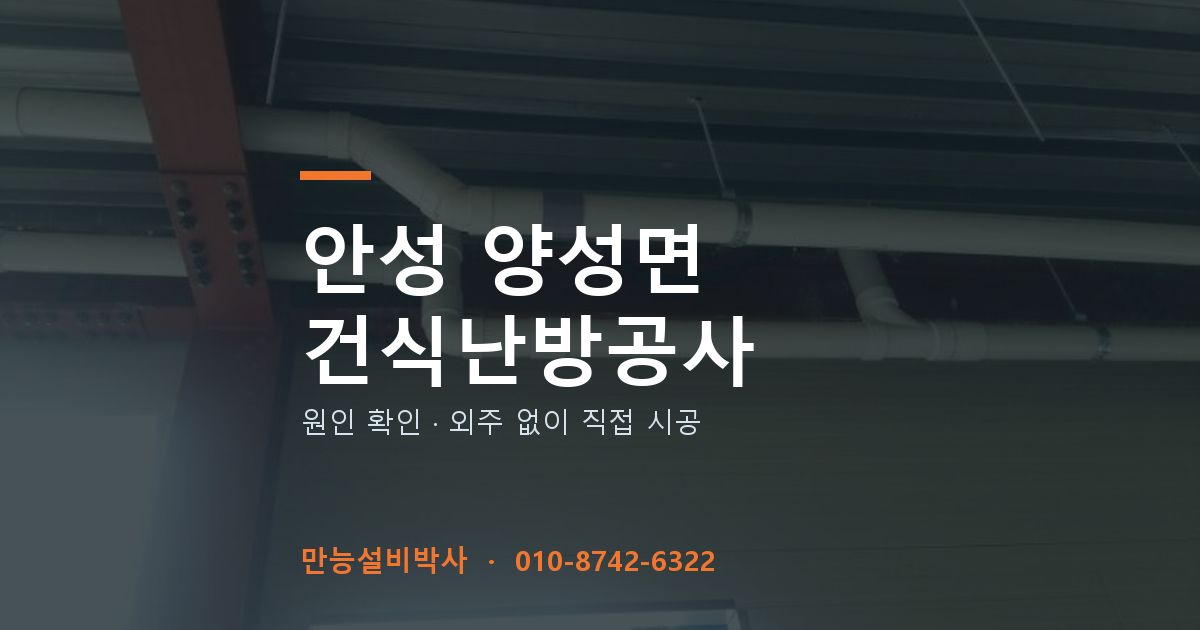 안성 양성면
건식난방공사
원인 확인 · 외주 없이 직접 시공
만능설비박사 · 010-8742-6322